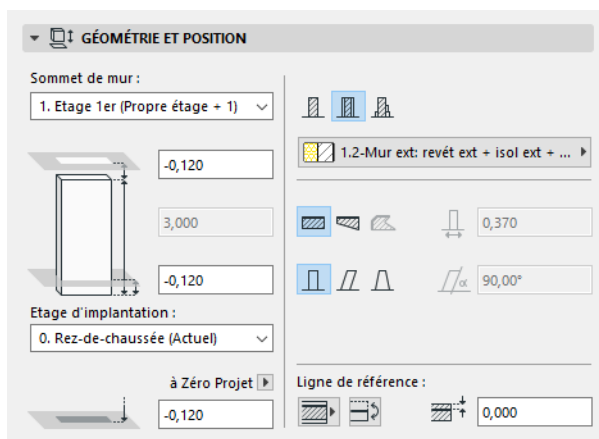 GÉOMÉTRIE ET POSITION
Sommet de mur :
1. Etage 1er (Propre étage + 1)
-0,120
3,000
-0,120
Etage d'implantation :
0. Rez-de-chaussée (Actuel)
à Zéro Projet
-0,120
1.2-Mur ext: revét ext + isol ext + ...
0,370
α
90,00°
Ligne de référence :
0,000